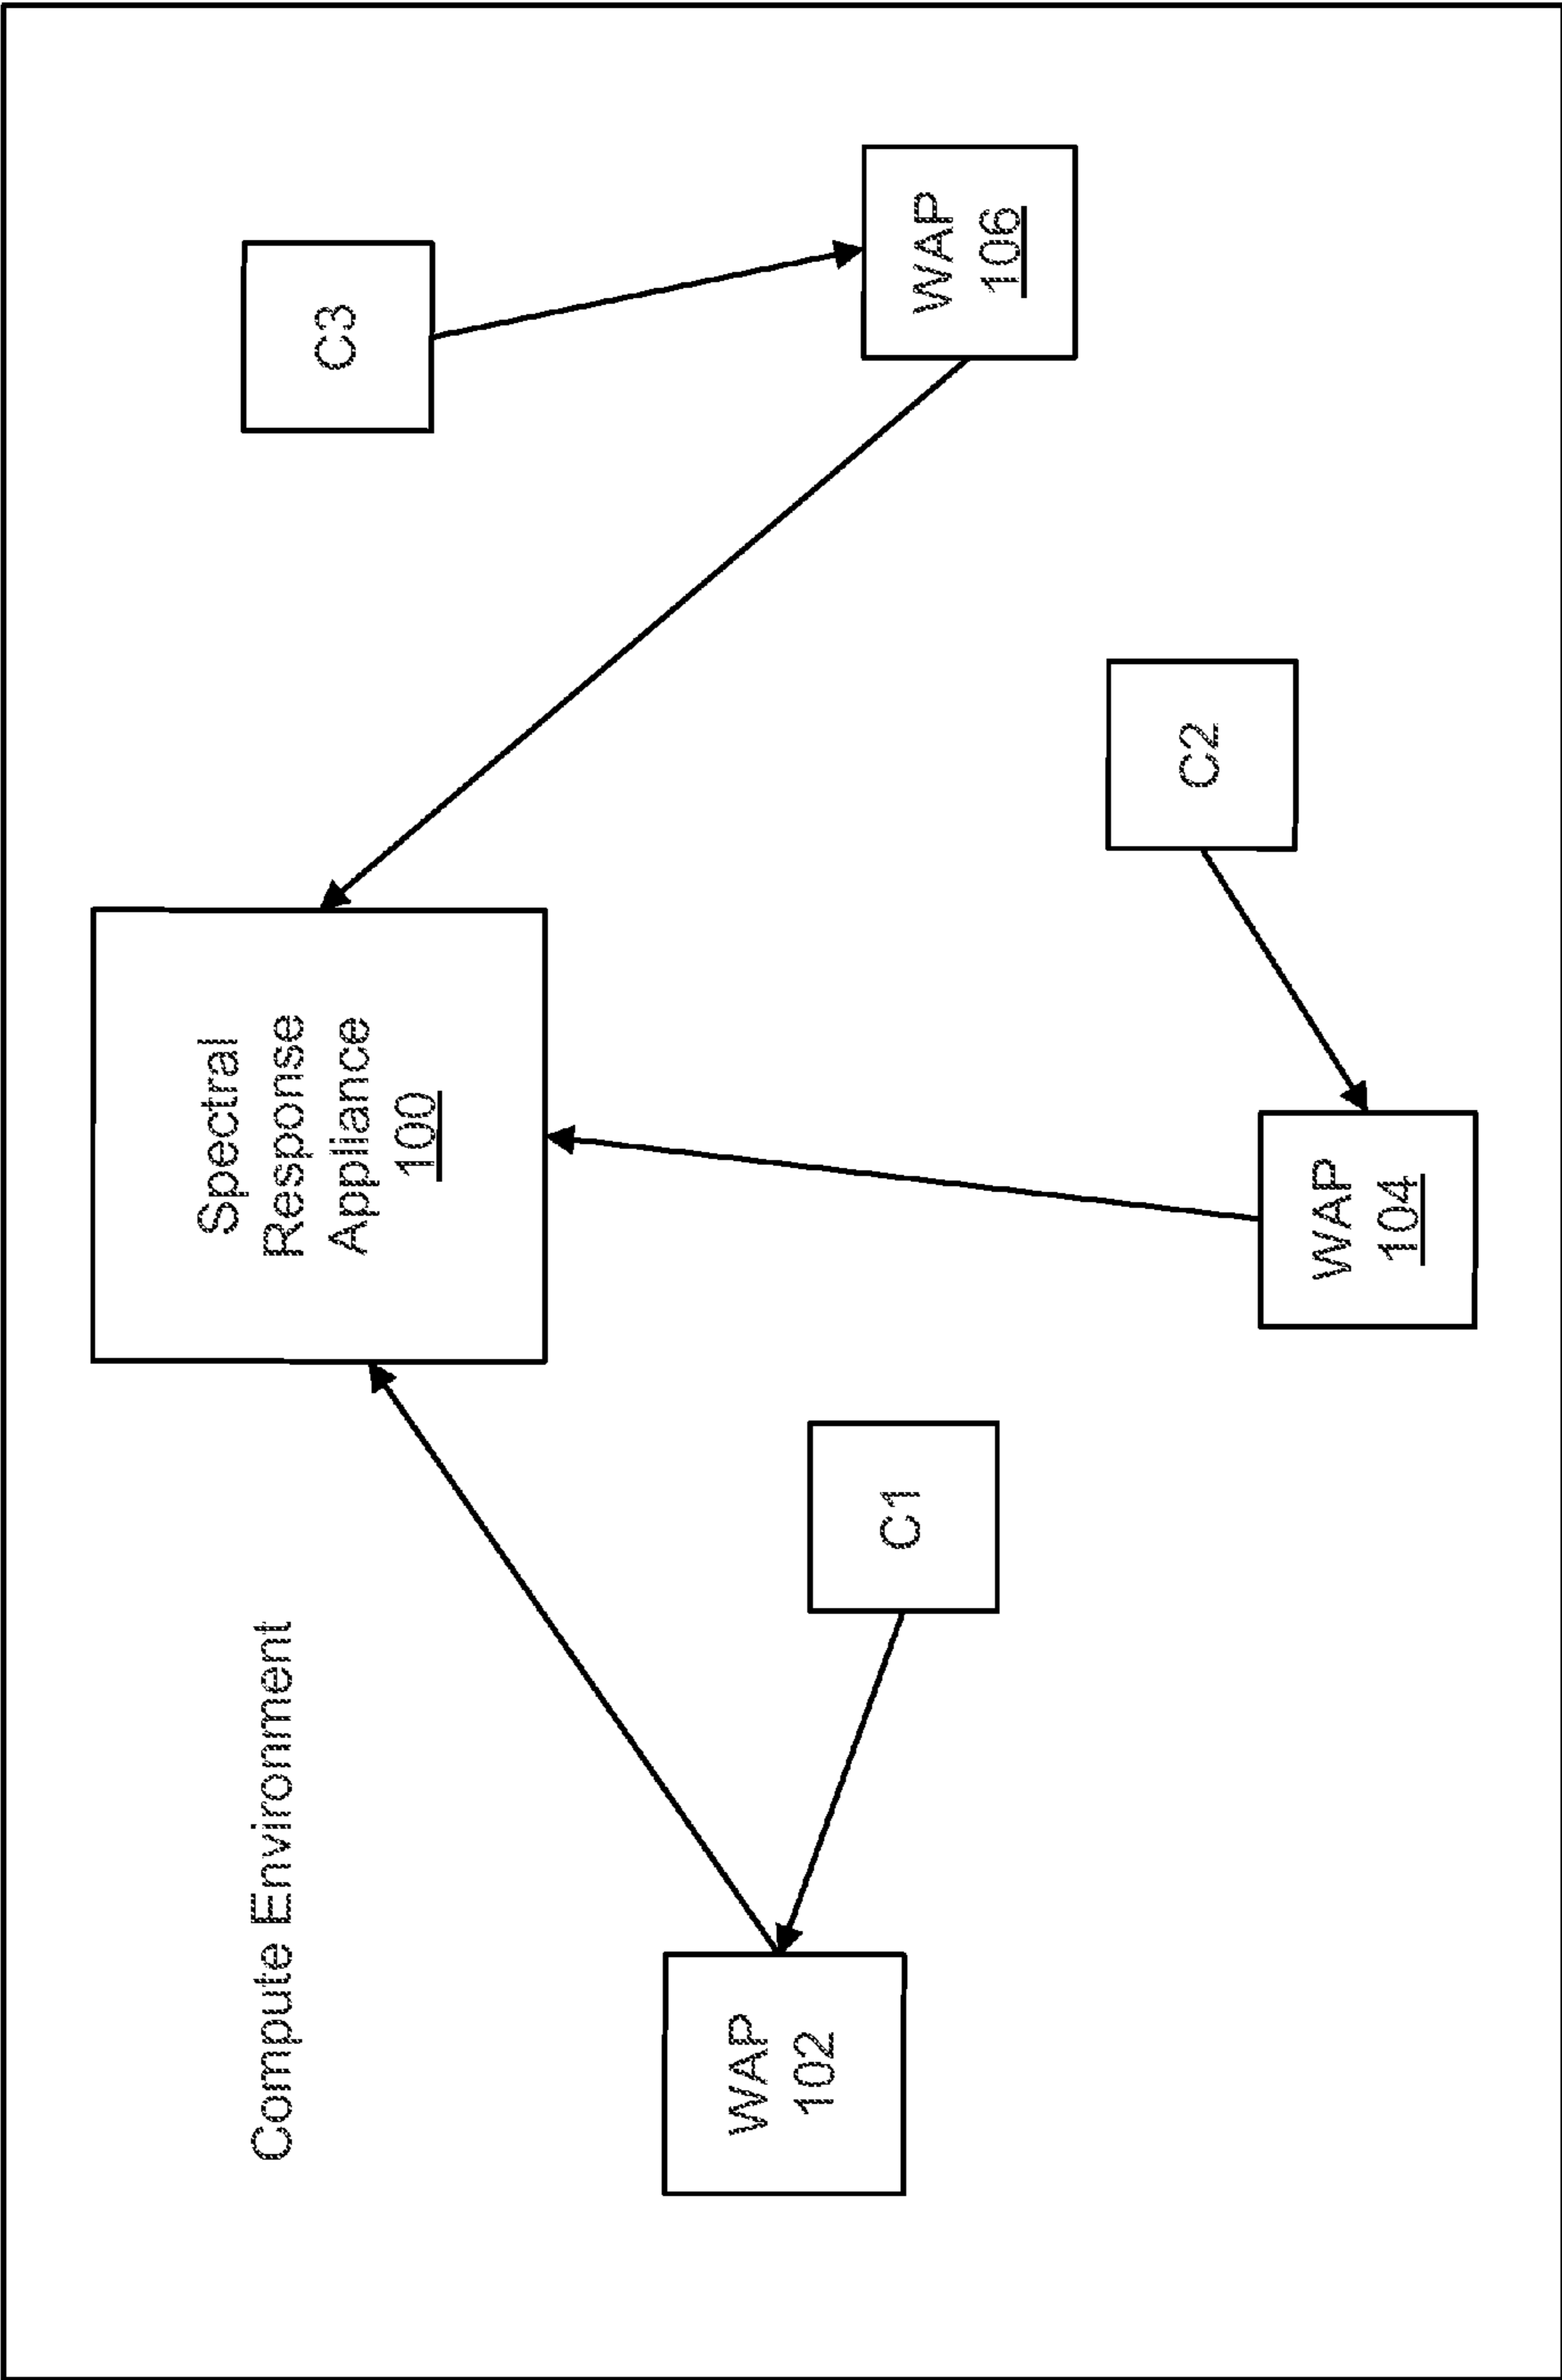 Compute Environment
Spectral
Response
Appliance
100
C3
WAP
102
C1
WAP
106
C2
WAP
104